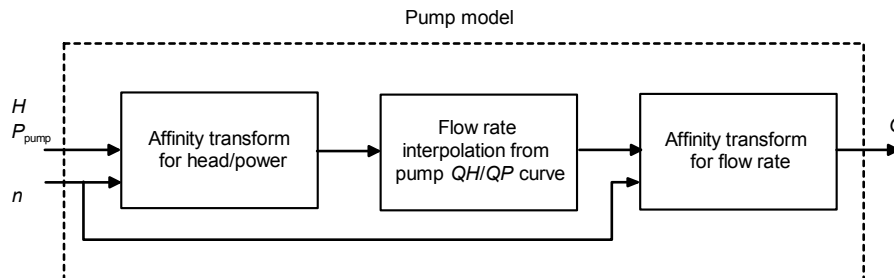 Pump model
H
P pump
n
Affinity transform
for head/power
Flow rate
interpolation from
pump QH/QP curve
Affinity transform
for flow rate